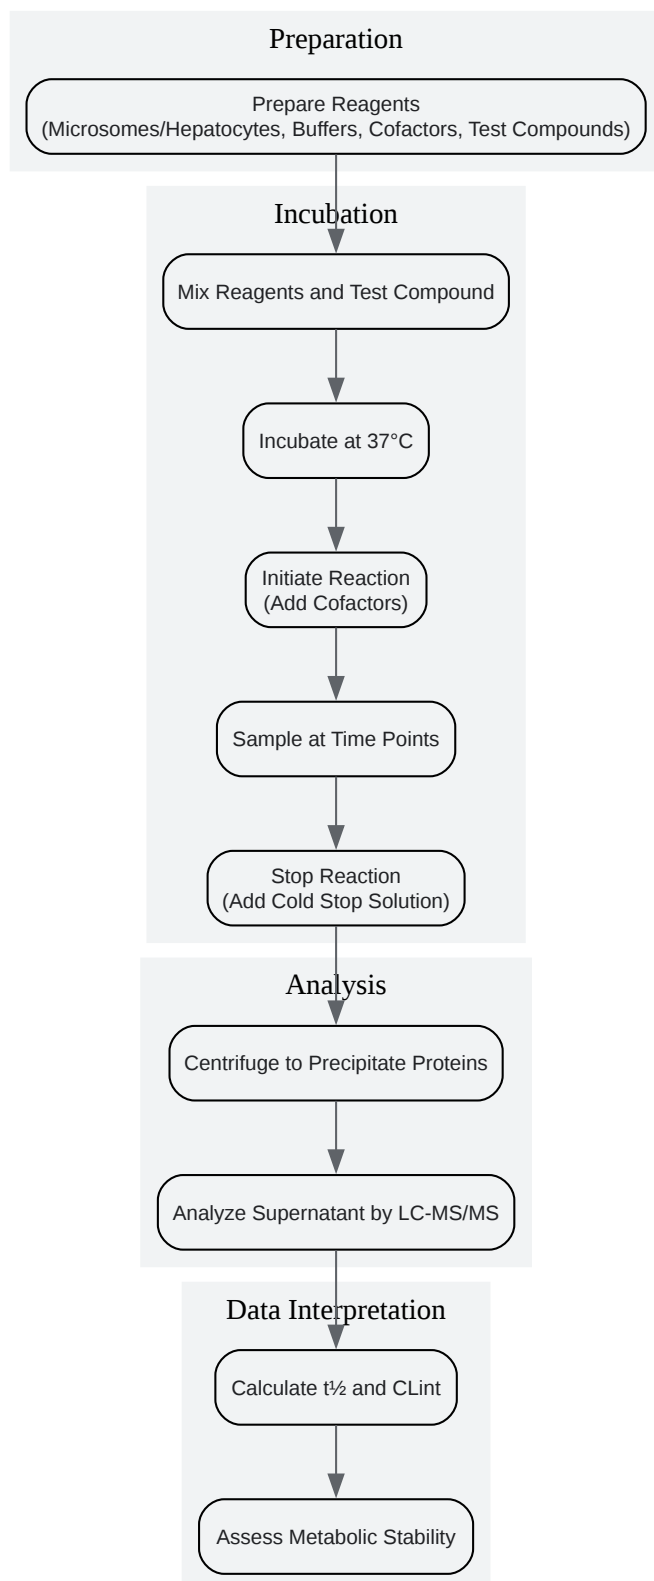 Preparation
Prepare Reagents
(Microsomes/Hepatocytes, Buffers, Cofactors, Test Compounds)
Incubation
Mix Reagents and Test Compound
Incubate at 37°C
Initiate Reaction
(Add Cofactors)
Sample at Time Points
Stop Reaction
(Add Cold Stop Solution)
Analysis
Centrifuge to Precipitate Proteins
Analyze Supernatant by LC-MS/MS
Data Interpretation
Calculate t½ and CLint
Assess Metabolic Stability